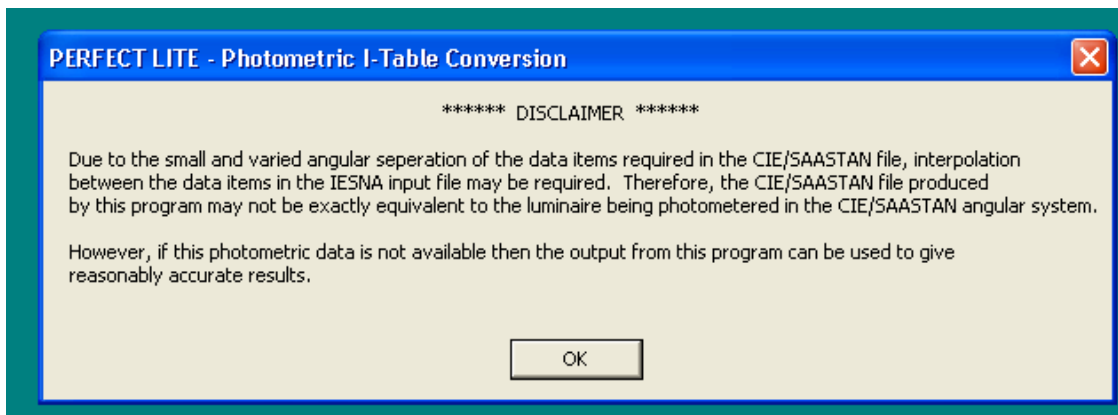 PERFECT LITE - Photometric I-Table Conversion
****** DISCLAIMER ******
Due to the small and varied angular seperation of the data items required in the CIE/SAASTAN file, interpolation
between the data items in the IESNA input file may be required. Therefore, the CIE/SAASTAN file produced
by this program may not be exactly equivalent to the luminaire being photometered in the CIE/SAASTAN angular system.
However, if this photometric data is not available then the output from this program can be used to give
reasonably accurate results.
OK